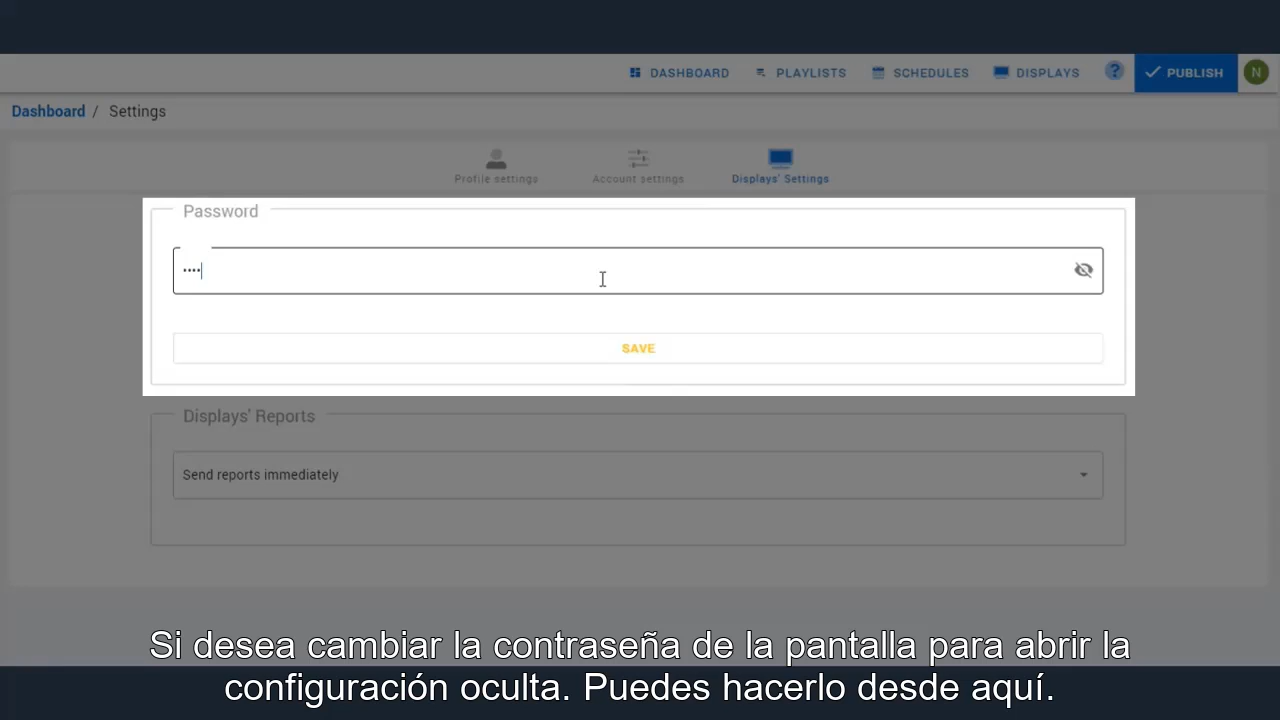 DASHBOARD PLAYLISTS SCHEDULES DISPLAYS ? PUBLISH N
Dashboard / Settings
Profile settings Account settings Displays' Settings
Password
••••
SAVE
Displays' Reports
Send reports immediately
Si desea cambiar la contraseña de la pantalla para abrir la
configuración oculta. Puedes hacerlo desde aquí.